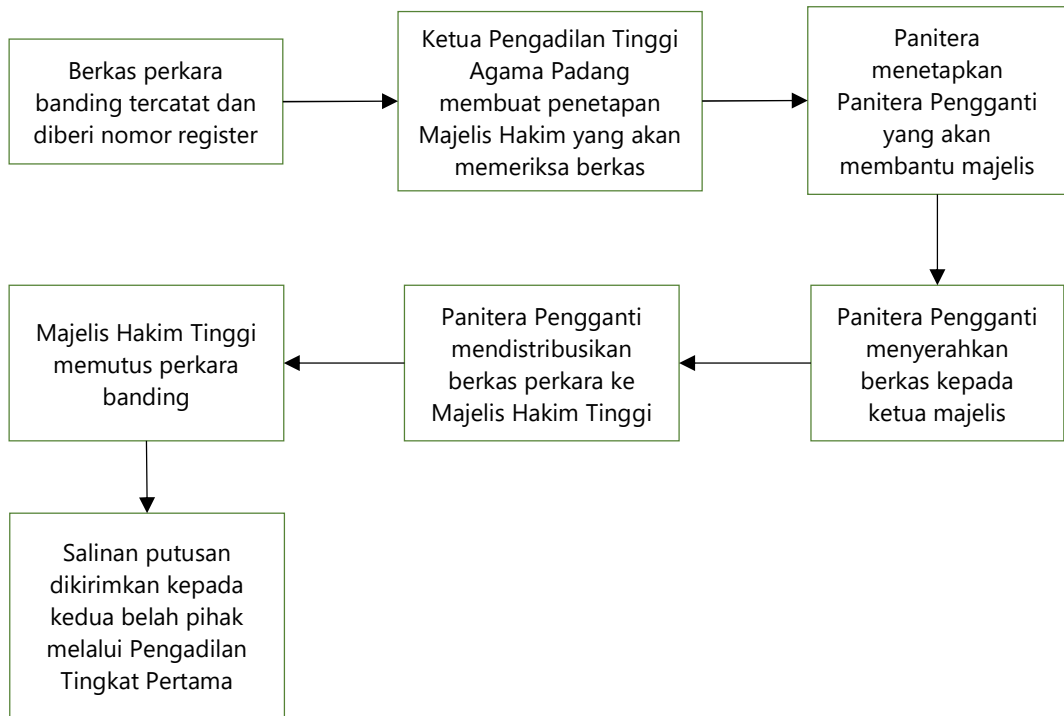 Berkas perkara
banding tercatat dan
diberi nomor register
Ketua Pengadilan Tinggi
Agama Padang
membuat penetapan
Majelis Hakim yang akan
memeriksa berkas
Panitera
menetapkan
Panitera Pengganti
yang akan
membantu majelis
Panitera Pengganti
menyerahkan
berkas kepada
ketua majelis
Panitera Pengganti
mendistribusikan
berkas perkara ke
Majelis Hakim Tinggi
Majelis Hakim Tinggi
memutus perkara
banding
Salinan putusan
dikirimkan kepada
kedua belah pihak
melalui Pengadilan
Tingkat Pertama